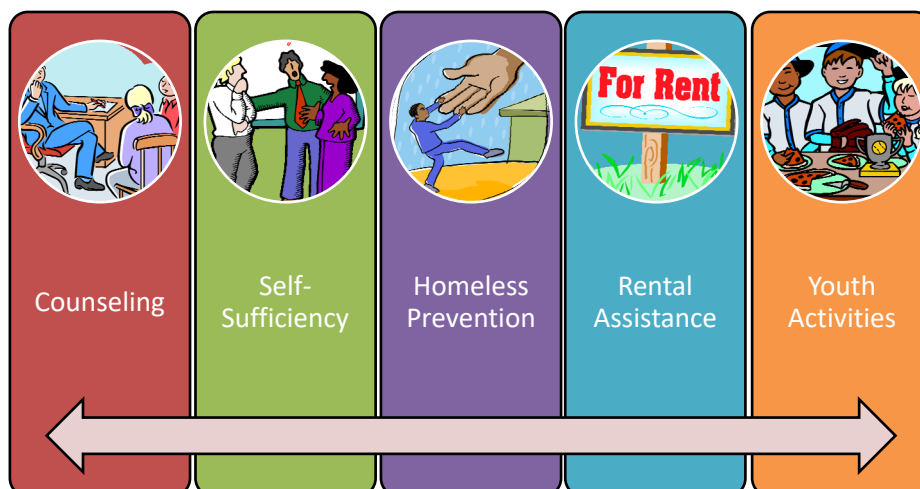 For Rent
Counseling
Self-
Sufficiency
Homeless
Prevention
Rental
Assistance
Youth
Activities